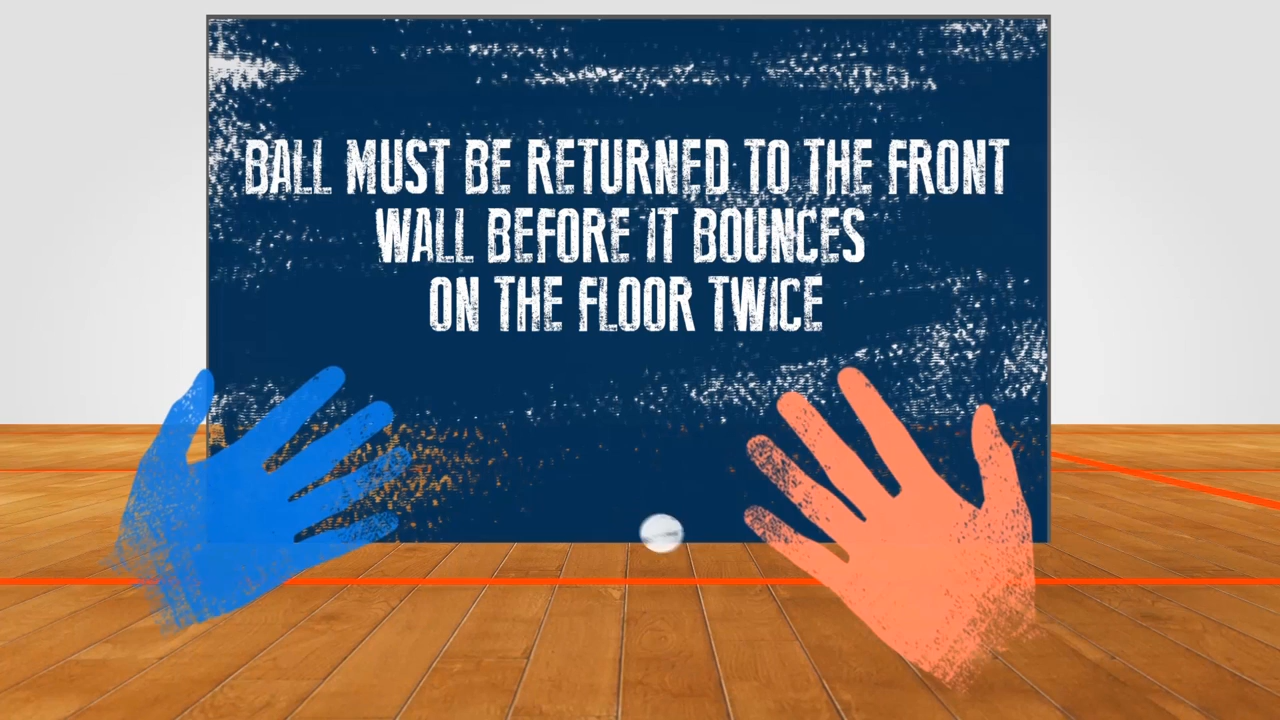 BALL MUST BE RETURNED TO THE FRONT
WALL BEFORE IT BOUNCES
ON THE FLOOR TWICE